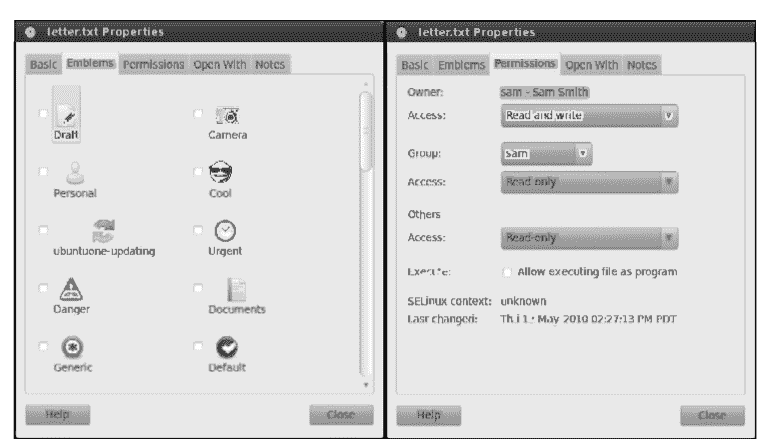 letter.txt Properties
Basic Emblems Permissions Open With Notes
Draft
Camera
Personal
Cool
ubuntuone-updating
Urgent
Danger
Documents
Generic
Default
Help
Close
letter.txt Properties
Basic Emblems Permissions Open With Notes
Owner: sam - Sam Smith
Access: Read and write
Group: sam
Access: Read-only
Others
Access: Read-only
Execute: Allow executing file as program
SELinux context: unknown
Last changed: May 2010 02:27:13 PM PDT
Help
Close